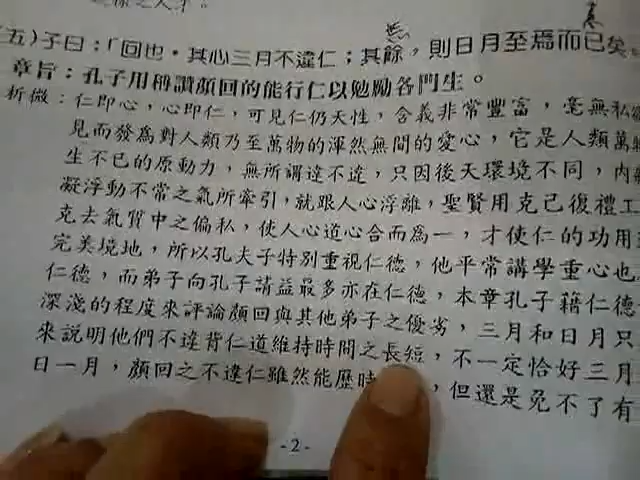 五)子曰:「回也,其心三月不違仁;其餘,則日月至焉而已矣
章旨:孔子用稱讚顏回的能行仁以勉勵各門生。
析微:仁即心,心即仁,可見仁仍天性,含義非常豐富,毫無私
見而發為對人類乃至萬物的渾然無間的愛心,它是人類萬
生不已的原動力,無所謂違不違,只因後天環境不同,內
凝浮動不常之氣所牽引,就跟人心浮離,聖賢用克已復禮工
克去氣質中之偏私,使人心道心合而為一,才使仁的功用
完美境地,所以孔夫子特別重視仁德,他平常講學重心也
仁德,而弟子向孔子請益最多亦在仁德,本章孔子藉仁德
深淺的程度來評論顏回與其他弟子之優劣,三月和日月只
來說明他們不違背仁道維持時間之長短,不一定恰好三月
日一月,顏回之不違仁雖然能歷時,但還是免不了有
-2-